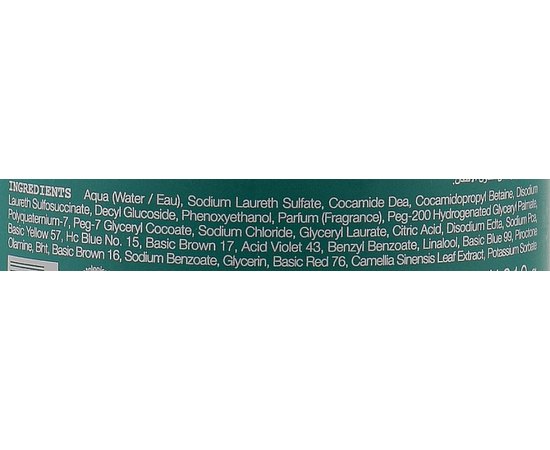 INGREDIENTS Aqua (Water / Eau), Sodium Laureth Sulfate, Cocamide Dea, Cocamidopropyl Betaine, Disodium
Laureth Sulfosuccinate, Decyl Glucoside, Phenoxyethanol, Parfum (Fragrance), Peg-200 Hydrogenated Glyceryl Palmate,
Polyquaternium-7, Peg-7 Glyceryl Cocoate, Sodium Chloride, Glyceryl Laurate, Citric Acid, Disodium Edta, Sodium Pca,
Basic Yellow 57, Hc Blue No. 15, Basic Brown 17, Acid Violet 43, Benzyl Benzoate, Linalool, Basic Blue 99, Piroctone
Olamine, Bht, Basic Brown 16, Sodium Benzoate, Glycerin, Basic Red 76, Camellia Sinensis Leaf Extract, Potassium Sorbate